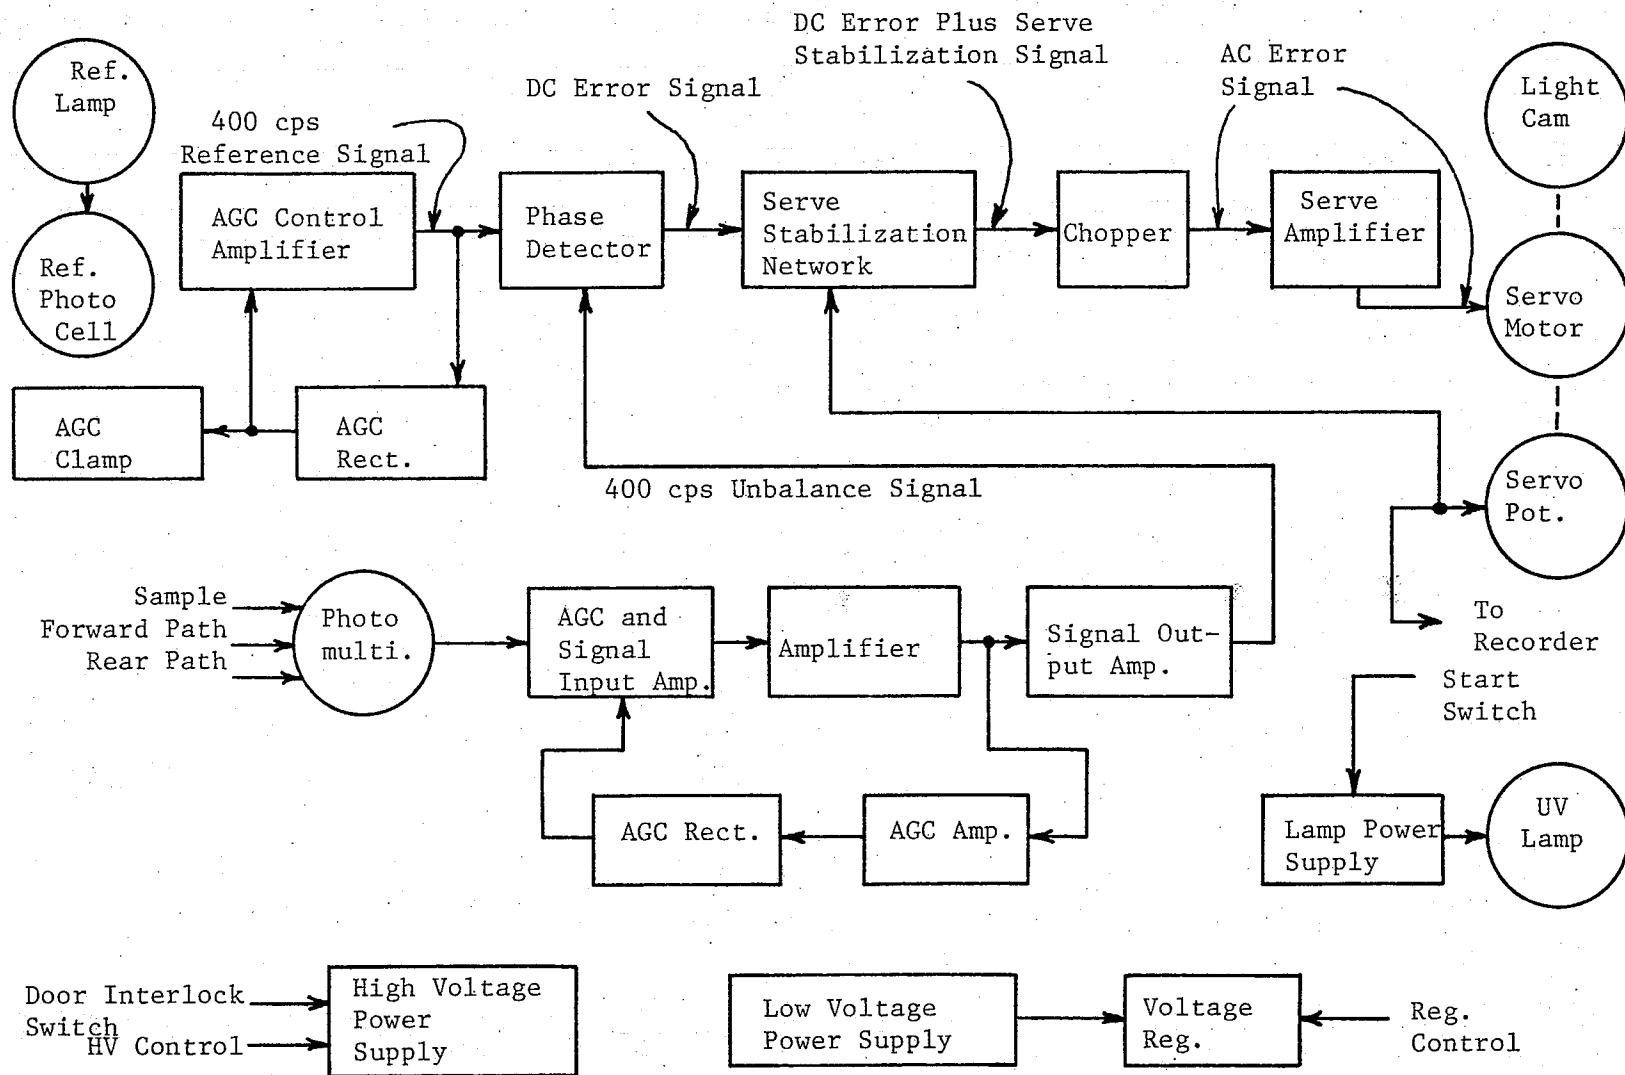 Ref.
Lamp
400 cps
Reference Signal
DC Error Signal
DC Error Plus Serve
Stabilization Signal
AC Error
Signal
Light
Cam
AGC Control
Amplifier
Phase
Detector
Serve
Stabilization
Network
Chopper
Serve
Amplifier
Ref.
Photo
Cell
Servo
Motor
AGC
Clamp
AGC
Rect.
400 cps Unbalance Signal
Servo
Pot.
Sample
Forward Path
Rear Path
Photo
multi.
AGC and
Signal
Input Amp.
Amplifier
Signal Out-
put Amp.
To
Recorder
Start
Switch
AGC Rect.
AGC Amp.
Lamp Power
Supply
UV
Lamp
Door Interlock
Switch
HV Control
High Voltage
Power
Supply
Low Voltage
Power Supply
Voltage
Reg.
Reg.
Control